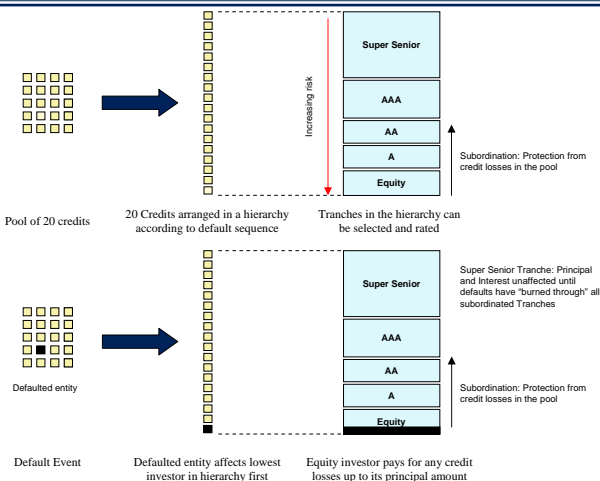 Super Senior
AAA
AA
A
Equity
Increasing risk
Subordination: Protection from
credit losses in the pool
Pool of 20 credits
20 Credits arranged in a hierarchy
according to default sequence
Tranches in the hierarchy can
be selected and rated
Super Senior
AAA
AA
A
Equity
Super Senior Tranche: Principal
and Interest unaffected until
defaults have “burned through” all
subordinated Tranches
Defaulted entity
Subordination: Protection from
credit losses in the pool
Default Event
Defaulted entity affects lowest
investor in hierarchy first
Equity investor pays for any credit
losses up to its principal amount